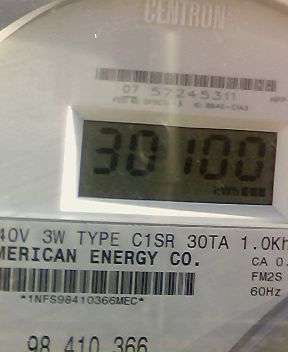 CENTRON
07 57245311
30100
kWh
40V 3W TYPE C1SR 30TA 1.0Kh
MERICAN ENERGY CO.
CA 0.
FM2S
60Hz
*1NFS98410366MEC*
98 410 366